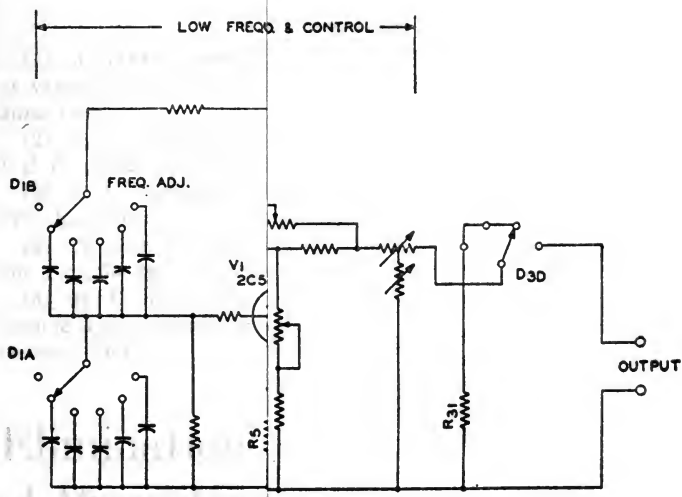 LOW FREQ. & CONTROL
D1B
FREQ. ADJ.
V1
2C5
D3D
D1A
OUTPUT
R5
R31